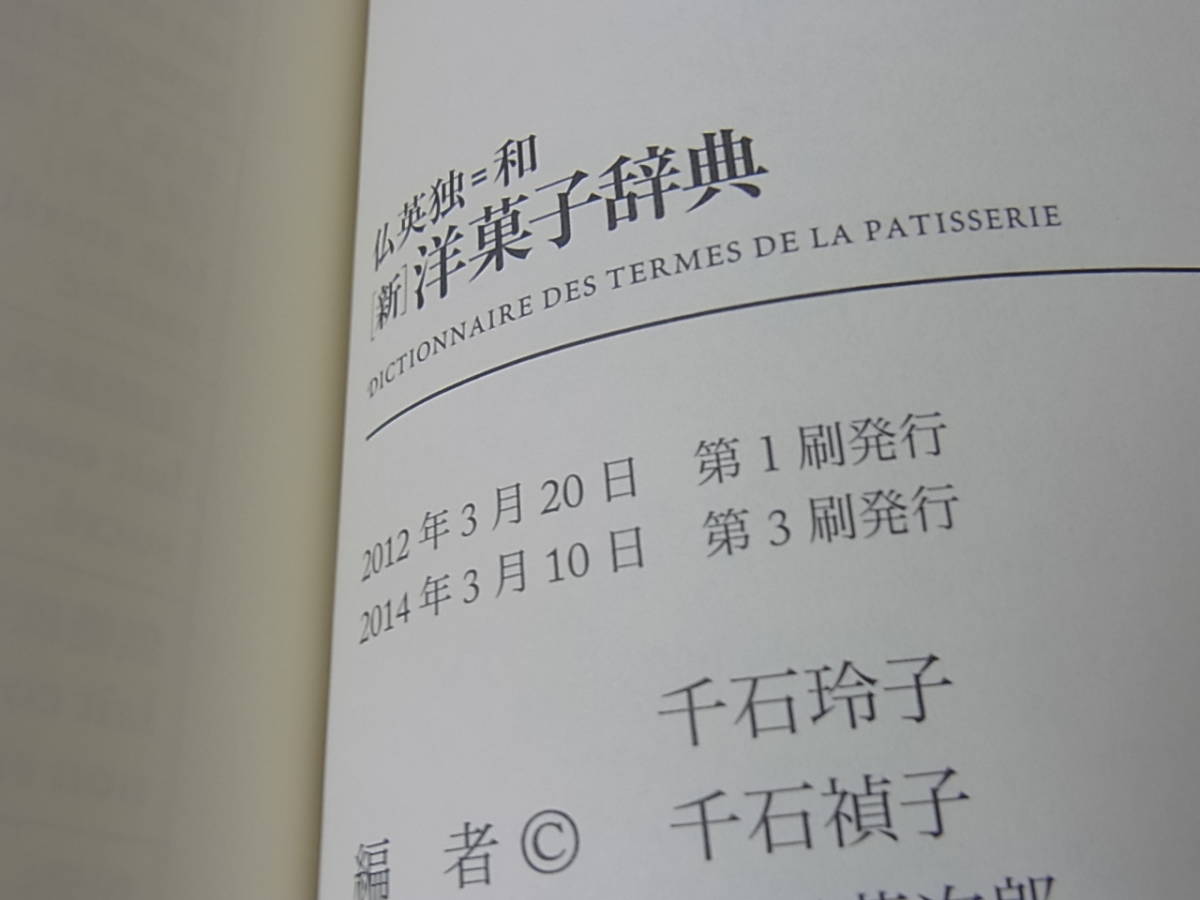 仏英独=和
[新]洋菓子辞典
DICTIONNAIRE DES TERMES DE LA PATISSERIE
2012年3月20日 第1刷発行
2014年3月10日 第3刷発行
千石玲子
編 者 © 千石禎子